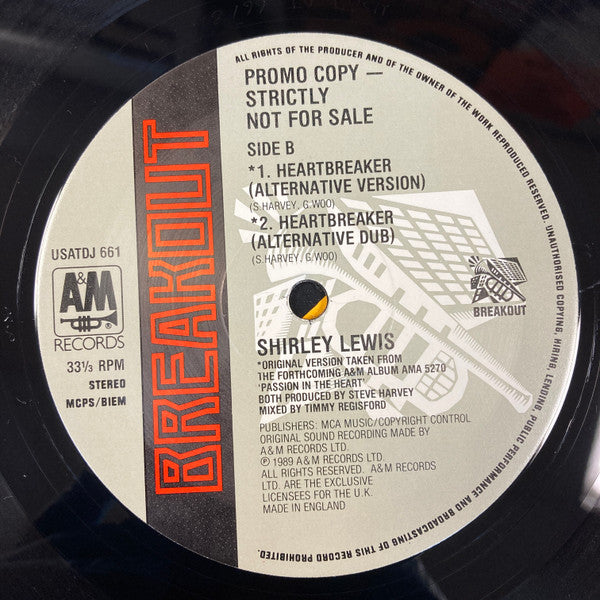 ALL RIGHTS OF THE PRODUCER AND OF THE OWNER OF THE WORK REPRODUCED RESERVED. UNAUTHORISED COPYING, HIRING, LENDING, PUBLIC PERFORMANCE AND BROADCASTING OF THIS RECORD PROHIBITED.
PROMO COPY —
STRICTLY
NOT FOR SALE
SIDE B
*1. HEARTBREAKER
(ALTERNATIVE VERSION)
(S.HARVEY, G.WOO)
*2. HEARTBREAKER
(ALTERNATIVE DUB)
(S.HARVEY, G.WOO)
USATDJ 661
A&M
RECORDS
33⅓ RPM
STEREO
MCPS/BIEM
BREAKOUT
BREAKOUT
SHIRLEY LEWIS
*ORIGINAL VERSION TAKEN FROM
THE FORTHCOMING A&M ALBUM AMA 5270
'PASSION IN THE HEART'
BOTH PRODUCED BY STEVE HARVEY
MIXED BY TIMMY REGISFORD
PUBLISHERS: MCA MUSIC/COPYRIGHT CONTROL
ORIGINAL SOUND RECORDING MADE BY
A&M RECORDS LTD.
℗ 1989 A&M RECORDS LTD.
ALL RIGHTS RESERVED. A&M RECORDS
LTD. ARE THE EXCLUSIVE
LICENSEES FOR THE U.K.
MADE IN ENGLAND